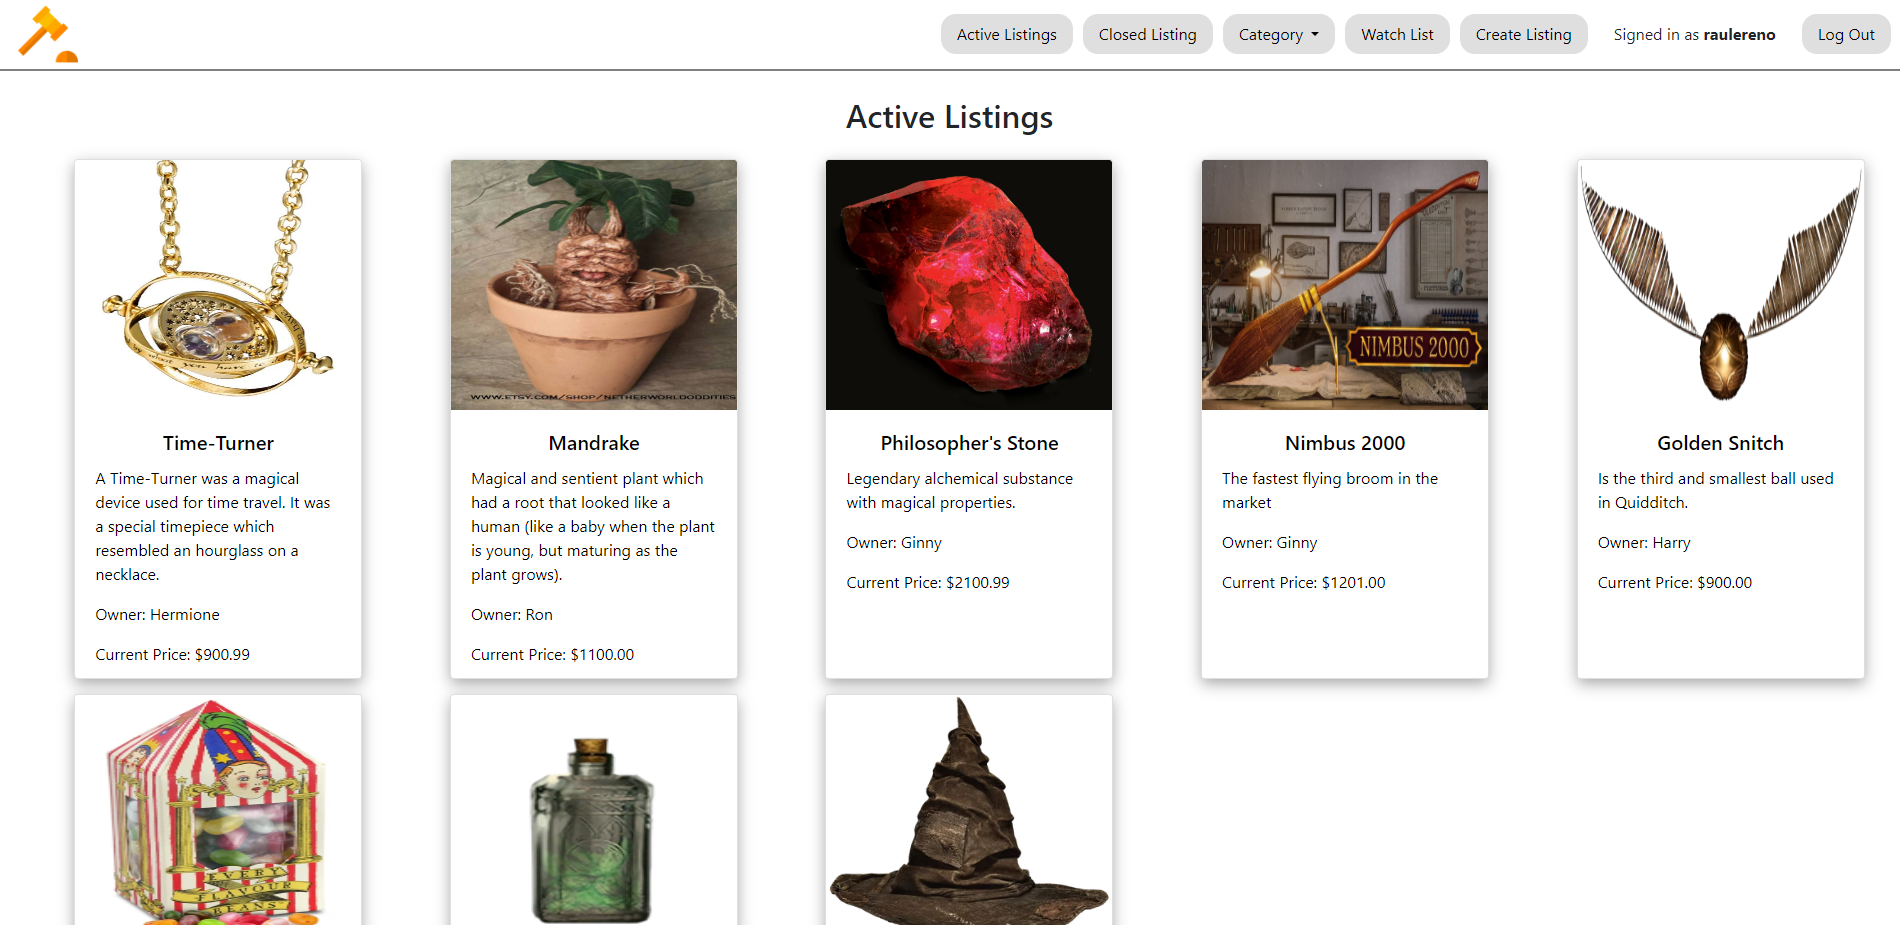 Active Listings
Closed Listing
Category
Watch List
Create Listing
Signed in as raulereno
Log Out
Active Listings
Time-Turner
A Time-Turner was a magical
device used for time travel. It was
a special timepiece which
resembled an hourglass on a
necklace.
Owner: Hermione
Current Price: $900.99
WWW.ETSY.COM/SHOP/NETHERWORLDODDITIES
Mandrake
Magical and sentient plant which
had a root that looked like a
human (like a baby when the plant
is young, but maturing as the
plant grows).
Owner: Ron
Current Price: $1100.00
Philosopher's Stone
Legendary alchemical substance
with magical properties.
Owner: Ginny
Current Price: $2100.99
NIMBUS 2000
Nimbus 2000
The fastest flying broom in the
market
Owner: Ginny
Current Price: $1201.00
Golden Snitch
Is the third and smallest ball used
in Quidditch.
Owner: Harry
Current Price: $900.00
EVERY
FLAVOUR
BEANS